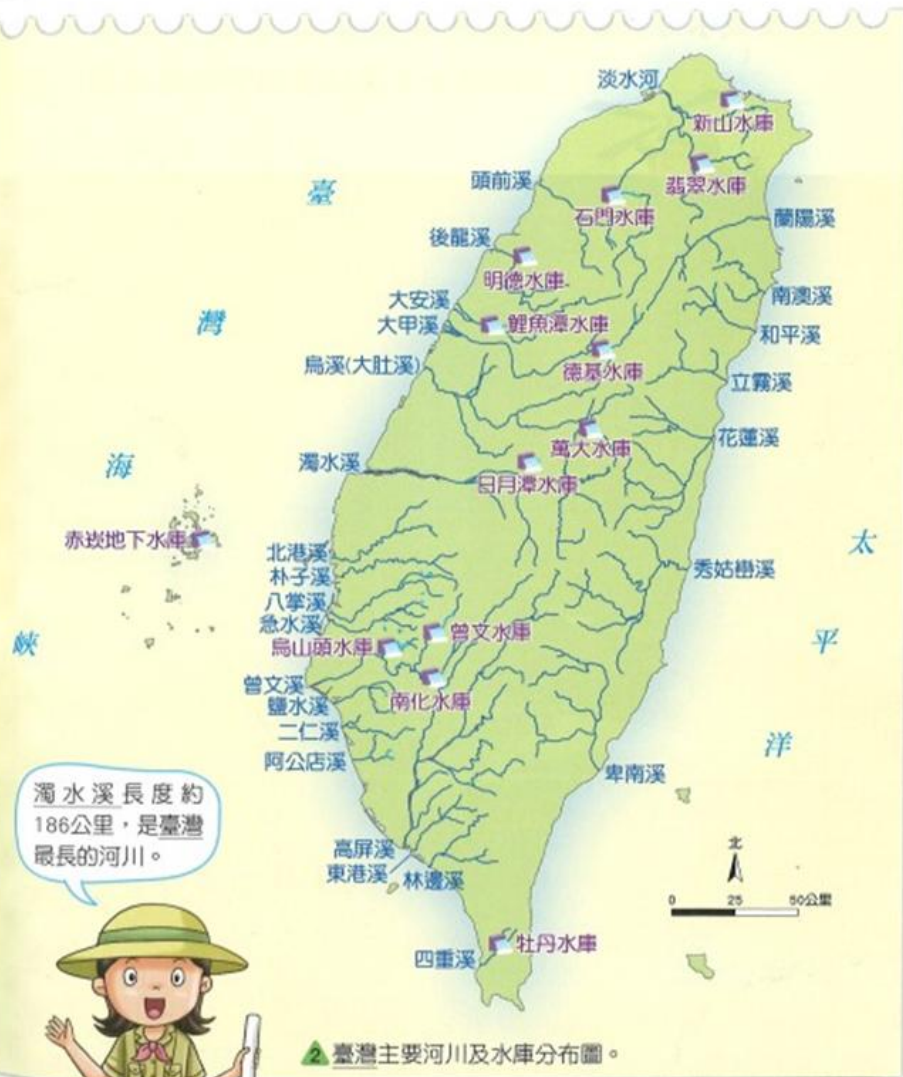 淡水河
新山水庫
翡翠水庫
頭前溪
臺
石門水庫
蘭陽溪
後龍溪
明德水庫
大安溪
南澳溪
灣
大甲溪
鯉魚潭水庫
和平溪
烏溪(大肚溪)
德基水庫
立霧溪
花蓮溪
萬大水庫
海
濁水溪
日月潭水庫
赤崁地下水庫
太
北港溪
秀姑巒溪
朴子溪
八掌溪
急水溪
曾文水庫
峽
平
烏山頭水庫
曾文溪
南化水庫
鹽水溪
二仁溪
洋
阿公店溪
卑南溪
濁水溪長度約
186公里,是臺灣
最長的河川。
高屏溪
北
東港溪
林邊溪
0 25 50公里
牡丹水庫
四重溪
2 臺灣主要河川及水庫分布圖。